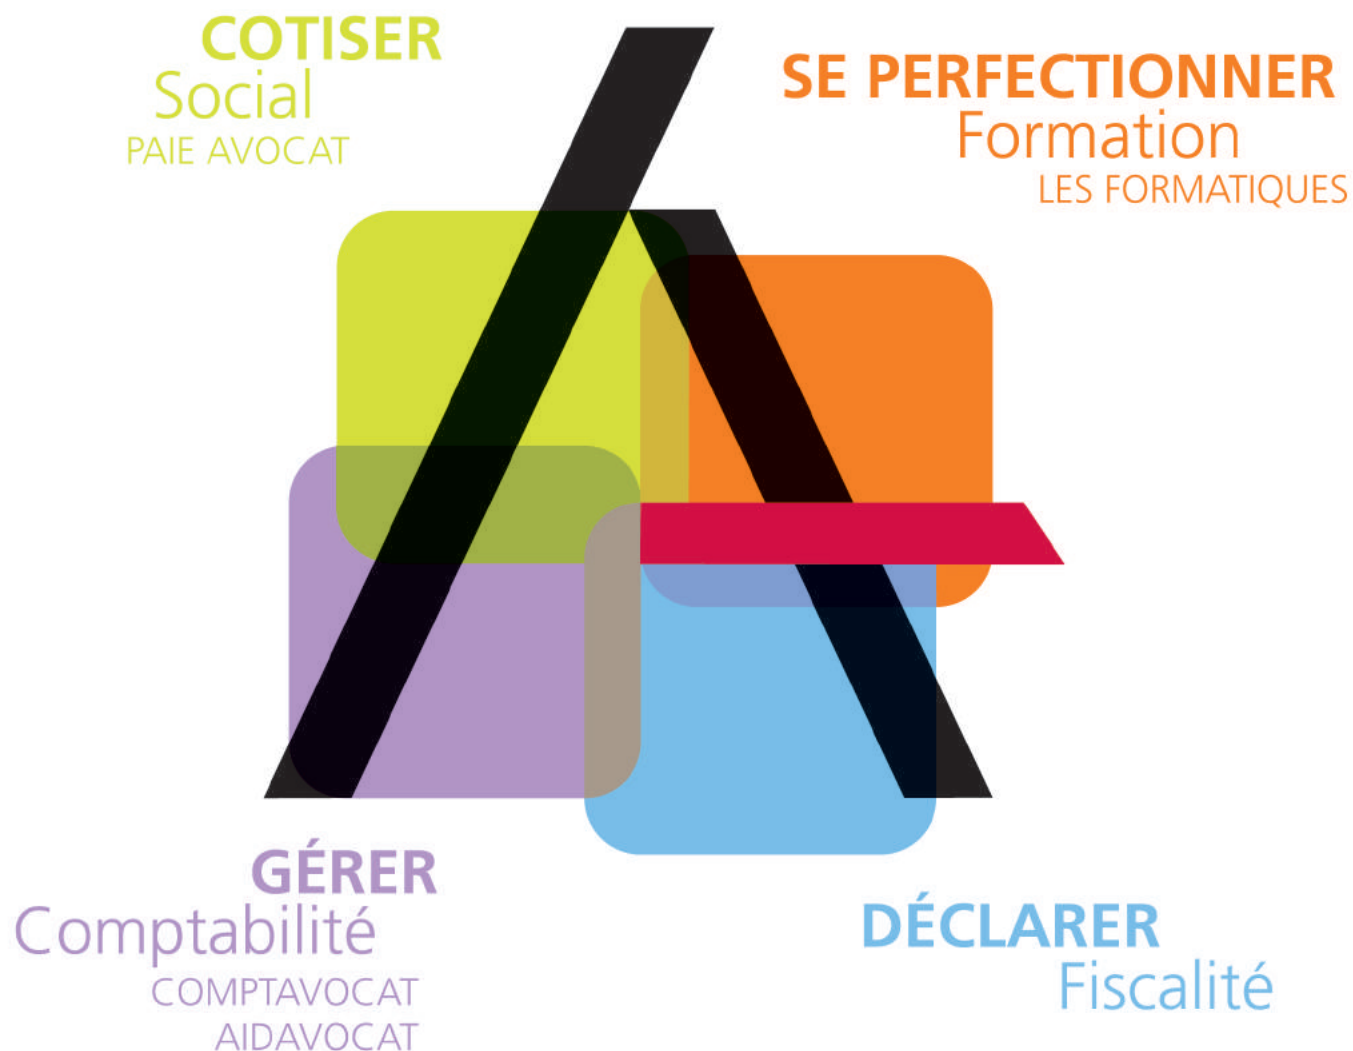 COTISER
Social
PAIE AVOCAT
SE PERFECTIONNER
Formation
LES FORMATIQUES
GÉRER
Comptabilité
COMPTAVOCAT
AIDAVOCAT
DÉCLARER
Fiscalité